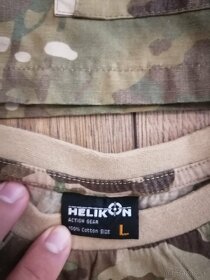 HELIKON
ACTION GEAR
100% Cotton SIZE L